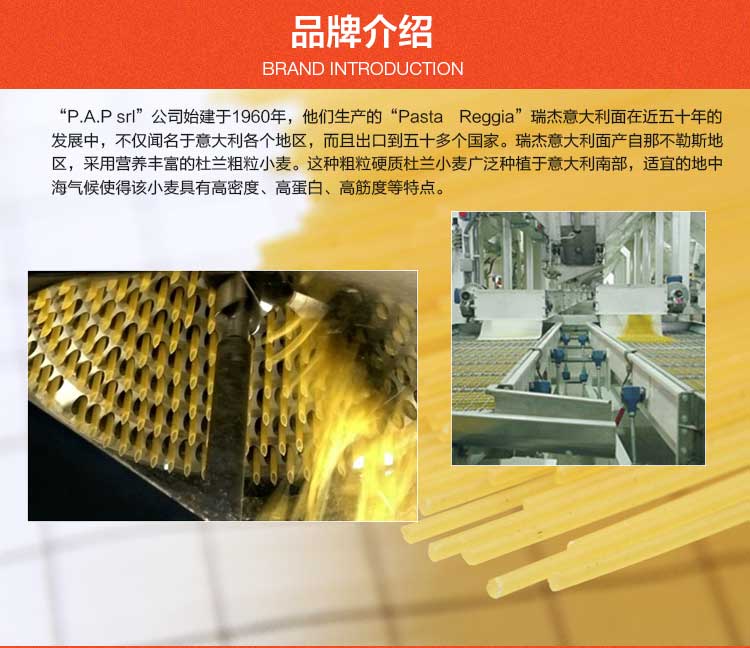 品牌介绍
BRAND INTRODUCTION
“P.A.P srl”公司始建于1960年，他们生产的“Pasta Reggia”瑞杰意大利面在近五十年的
发展中，不仅闻名于意大利各个地区，而且出口到五十多个国家。瑞杰意大利面产自那不勒斯地
区，采用营养丰富的杜兰粗粒小麦。这种粗粒硬质杜兰小麦广泛种植于意大利南部，适宜的地中
海气候使得该小麦具有高密度、高蛋白、高筋度等特点。